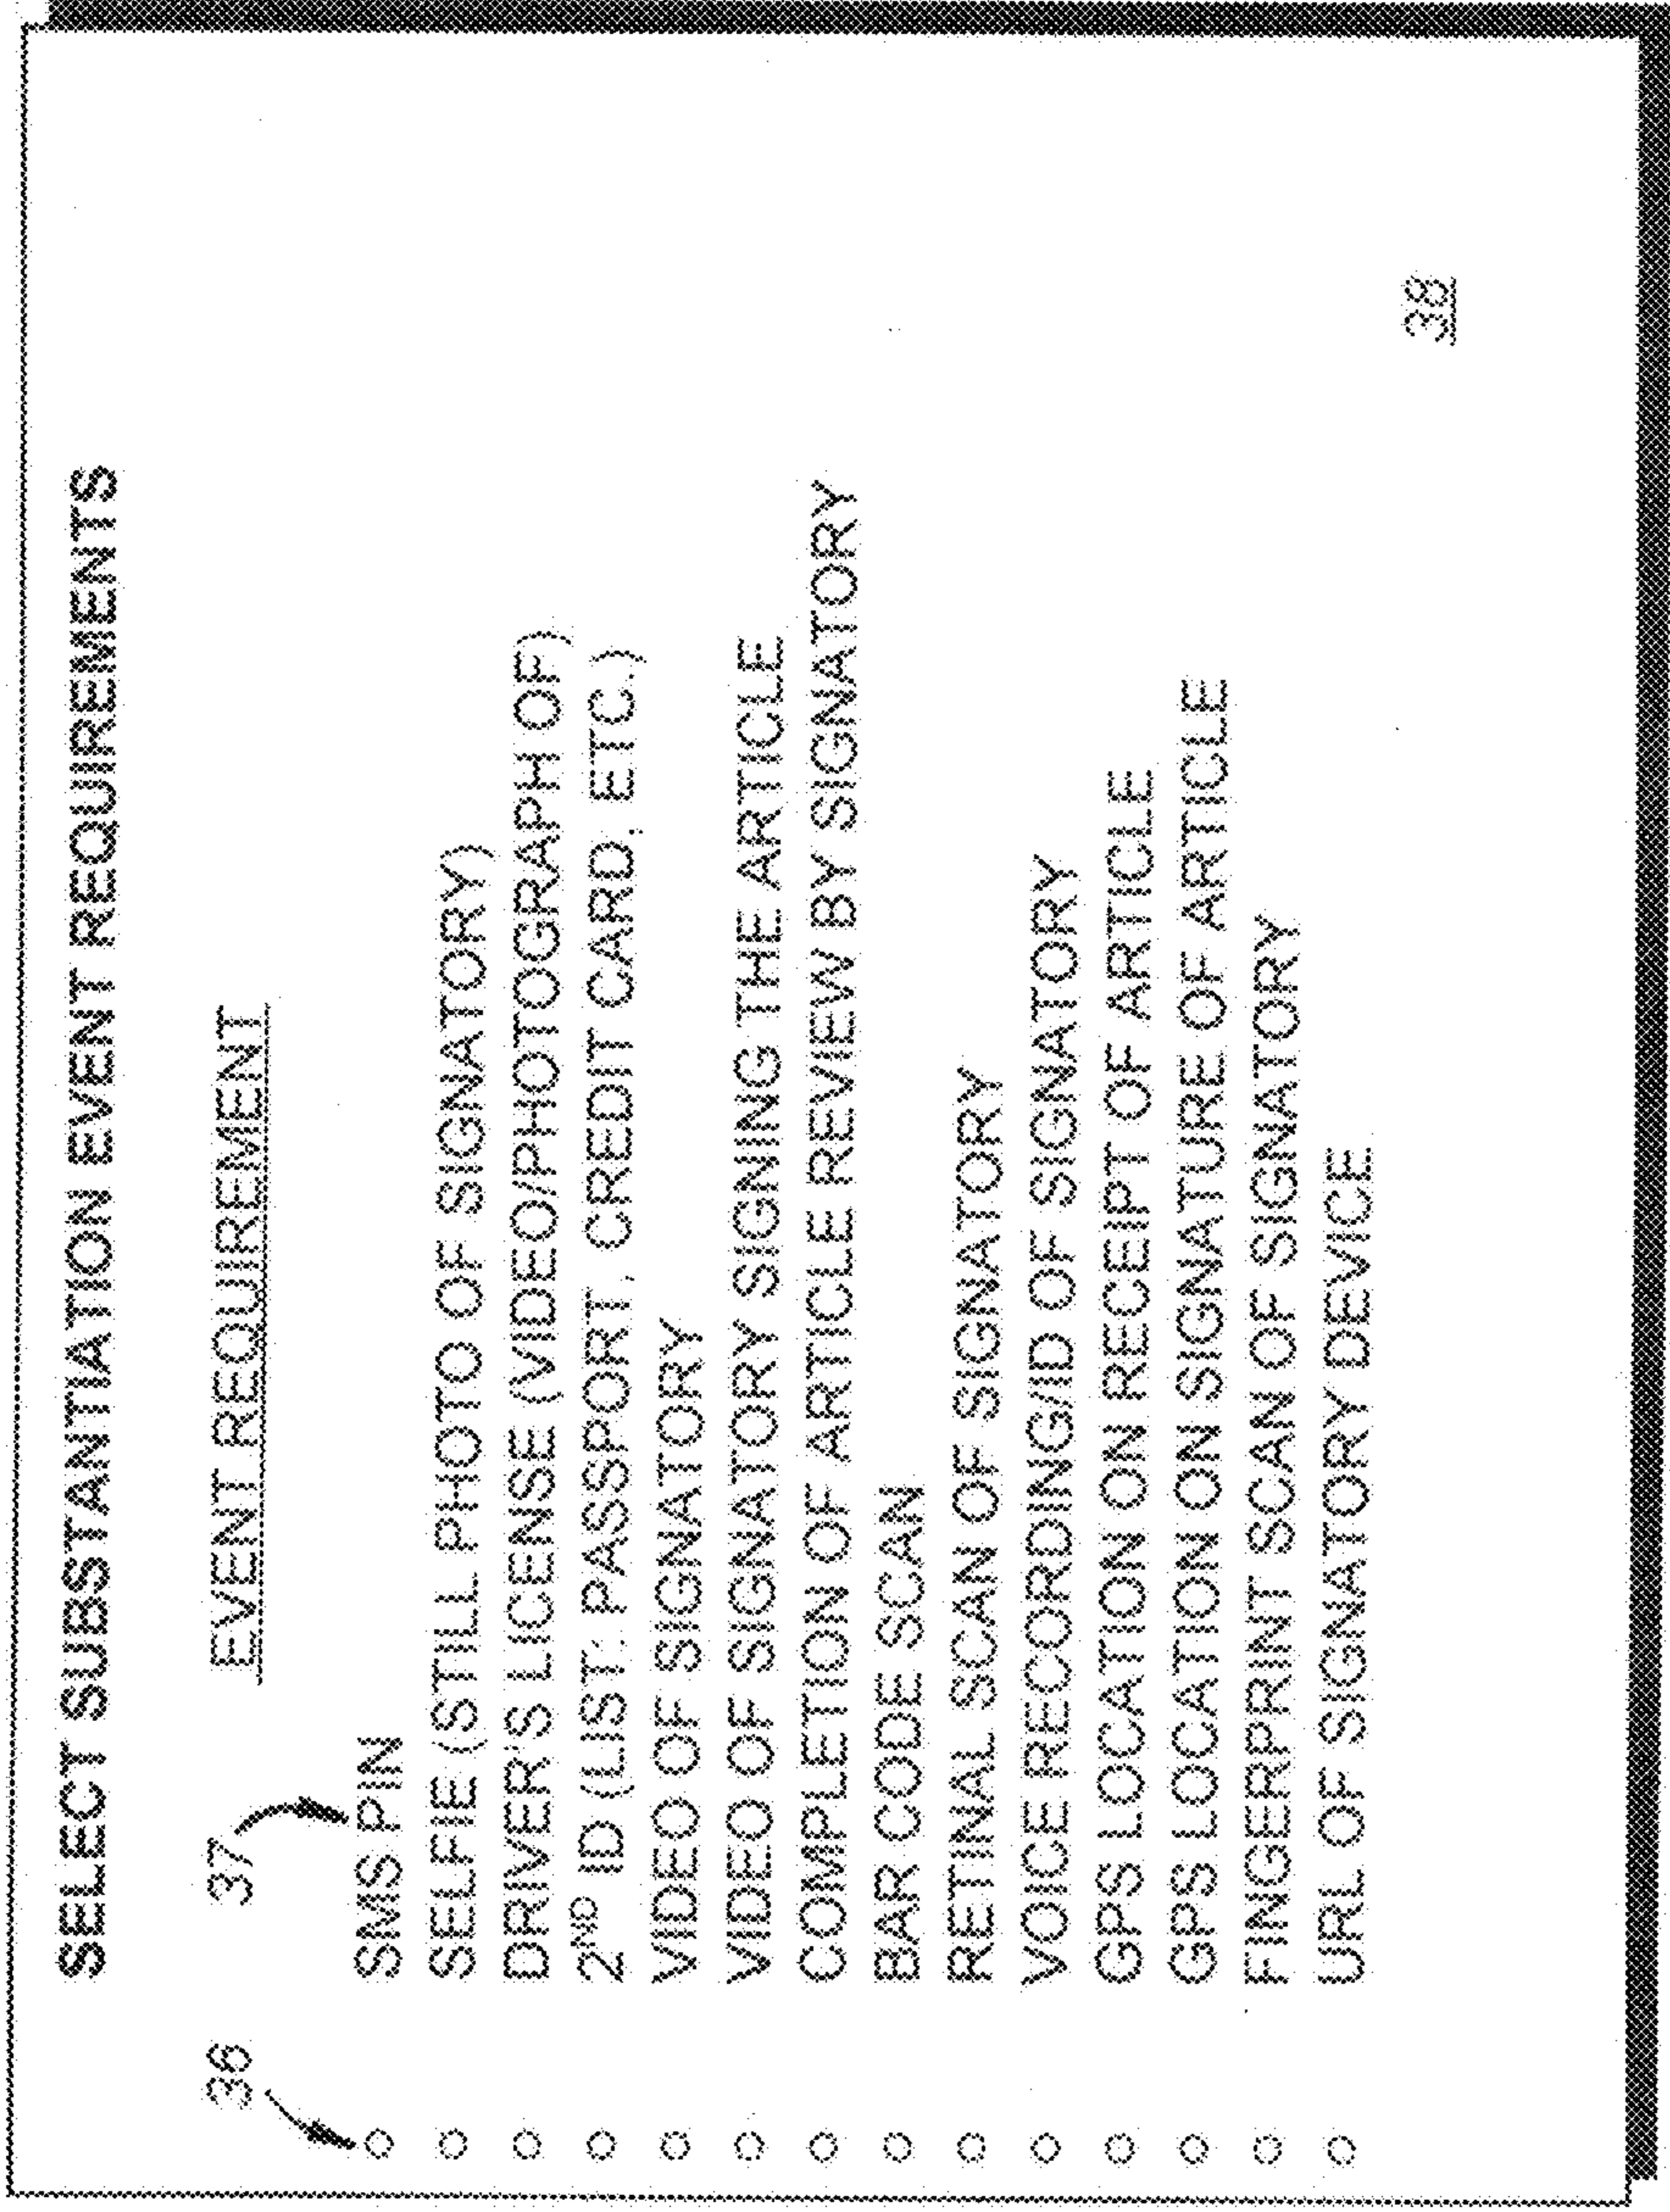 SELECT SUBSTANTIATION EVENT REQUIREMENTS
36 37 EVENT REQUIREMENT
SMS PIN
SELFIE (STILL PHOTO OF SIGNATORY)
DRIVER'S LICENSE (VIDEO/PHOTOGRAPH OF)
2ND ID (LIST: PASSPORT, CREDIT CARD, ETC.)
VIDEO OF SIGNATORY
VIDEO OF SIGNATORY SIGNING THE ARTICLE
COMPLETION OF ARTICLE REVIEW BY SIGNATORY
BAR CODE SCAN
RETINAL SCAN OF SIGNATORY
VOICE RECORDING/ID OF SIGNATORY
GPS LOCATION ON RECEIPT OF ARTICLE
GPS LOCATION ON SIGNATURE OF ARTICLE
FINGERPRINT SCAN OF SIGNATORY
URL OF SIGNATORY DEVICE
38